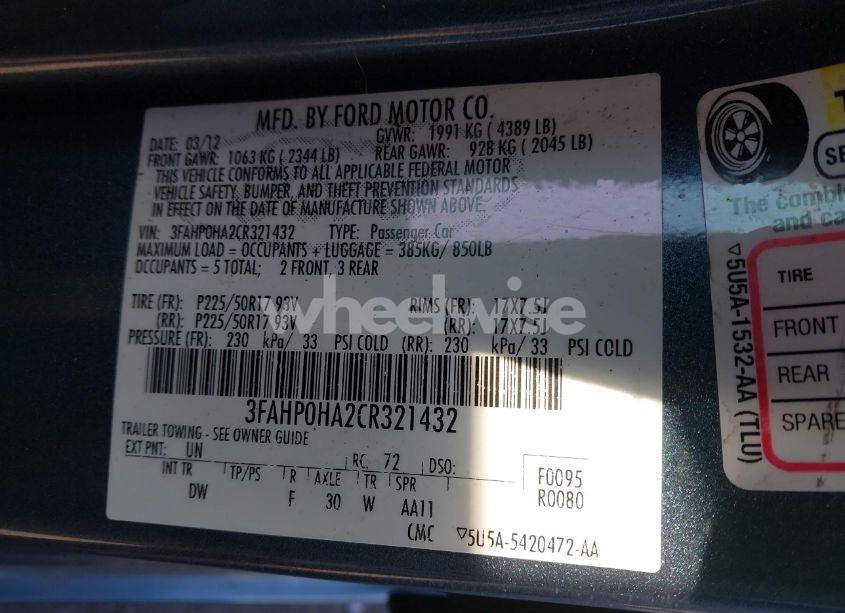 MFD. BY FORD MOTOR CO.
DATE: 03/12 GVWR: 1991 KG ( 4389 LB)
FRONT GAWR: 1063 KG ( 2344 LB) REAR GAWR: 928 KG ( 2045 LB)
THIS VEHICLE CONFORMS TO ALL APPLICABLE FEDERAL MOTOR
VEHICLE SAFETY, BUMPER, AND THEFT PREVENTION STANDARDS
IN EFFECT ON THE DATE OF MANUFACTURE SHOWN ABOVE.
VIN: 3FAHP0HA2CR321432 TYPE: Passenger Car
MAXIMUM LOAD = OCCUPANTS + LUGGAGE = 385KG/ 850LB
OCCUPANTS = 5 TOTAL; 2 FRONT, 3 REAR
TIRE (FR): P225/50R17 93V RIMS (FR): 17X7.5J
(RR): P225/50R17 93V (RR): 17X7.5J
PRESSURE (FR): 230 kPa/ 33 PSI COLD (RR): 230 kPa/ 33 PSI COLD
3FAHP0HA2CR321432
TRAILER TOWING - SEE OWNER GUIDE
EXT PNT: UN RC: 72 DSO:
INT TR TP/PS R AXLE TR SPR
DW F 30 W AA11
F0095
R0080
CMC ▽5U5A-5420472-AA
wheelwise
The combin
and ca
TIRE
FRONT
REAR
SPARE
▽5U5A-1532-AA (TLU)